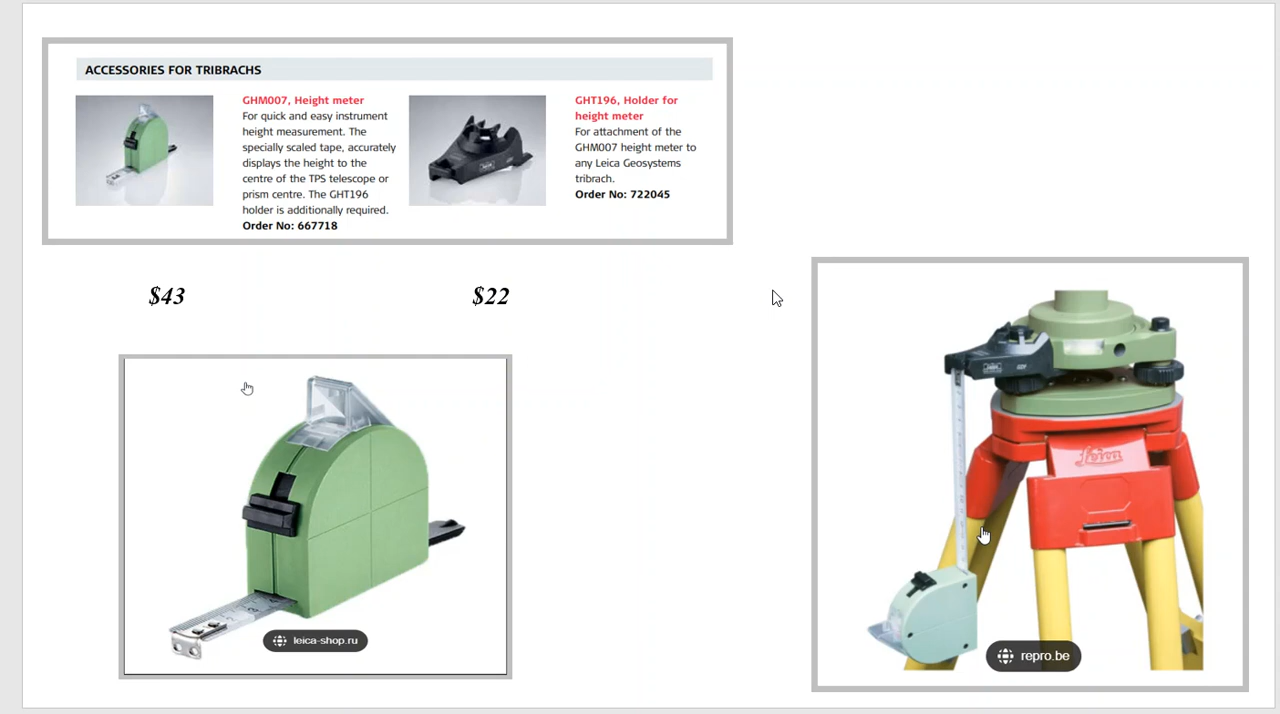 ACCESSORIES FOR TRIBRACHS
GHM007, Height meter
For quick and easy instrument
height measurement. The
specially scaled tape, accurately
displays the height to the
centre of the TPS telescope or
prism centre. The GHT196
holder is additionally required.
Order No: 667718
GHT196, Holder for
height meter
For attachment of the
GHM007 height meter to
any Leica Geosystems
tribrach.
Order No: 722045
$43
$22
leica-shop.ru
Leica
repro.be